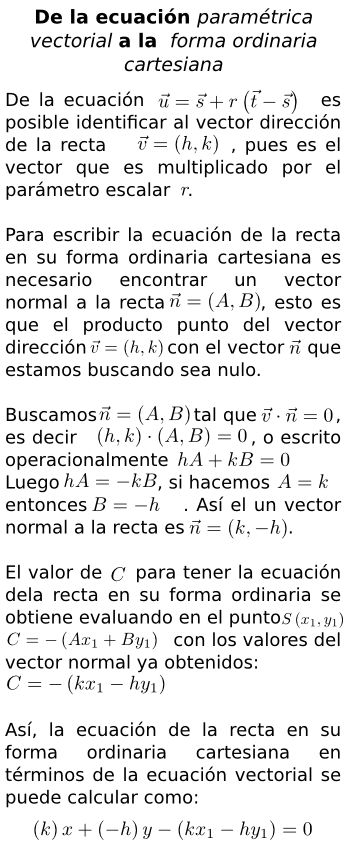 De la ecuación paramétrica
vectorial a la forma ordinaria
cartesiana
De la ecuación $\vec{u} = \vec{s} + r\left(\vec{t} - \vec{s}\right)$ es
posible identificar al vector dirección
de la recta $\vec{v} = (h, k)$ , pues es el
vector que es multiplicado por el
parámetro escalar $r$.
Para escribir la ecuación de la recta
en su forma ordinaria cartesiana es
necesario encontrar un vector
normal a la recta $\vec{n} = (A, B)$, esto es
que el producto punto del vector
dirección $\vec{v} = (h, k)$ con el vector $\vec{n}$ que
estamos buscando sea nulo.
Buscamos $\vec{n} = (A, B)$ tal que $\vec{v} \cdot \vec{n} = 0$,
es decir $(h, k) \cdot (A, B) = 0$, o escrito
operacionalmente $hA + kB = 0$
Luego $hA = -kB$, si hacemos $A = k$
entonces $B = -h$ . Así el un vector
normal a la recta es $\vec{n} = (k, -h)$.
El valor de $C$ para tener la ecuación
dela recta en su forma ordinaria se
obtiene evaluando en el punto $S(x_1, y_1)$
$C = -(Ax_1 + By_1)$ con los valores del
vector normal ya obtenidos:
$C = -(kx_1 - hy_1)$
Así, la ecuación de la recta en su
forma ordinaria cartesiana en
términos de la ecuación vectorial se
puede calcular como:
$(k)x + (-h)y - (kx_1 - hy_1) = 0$